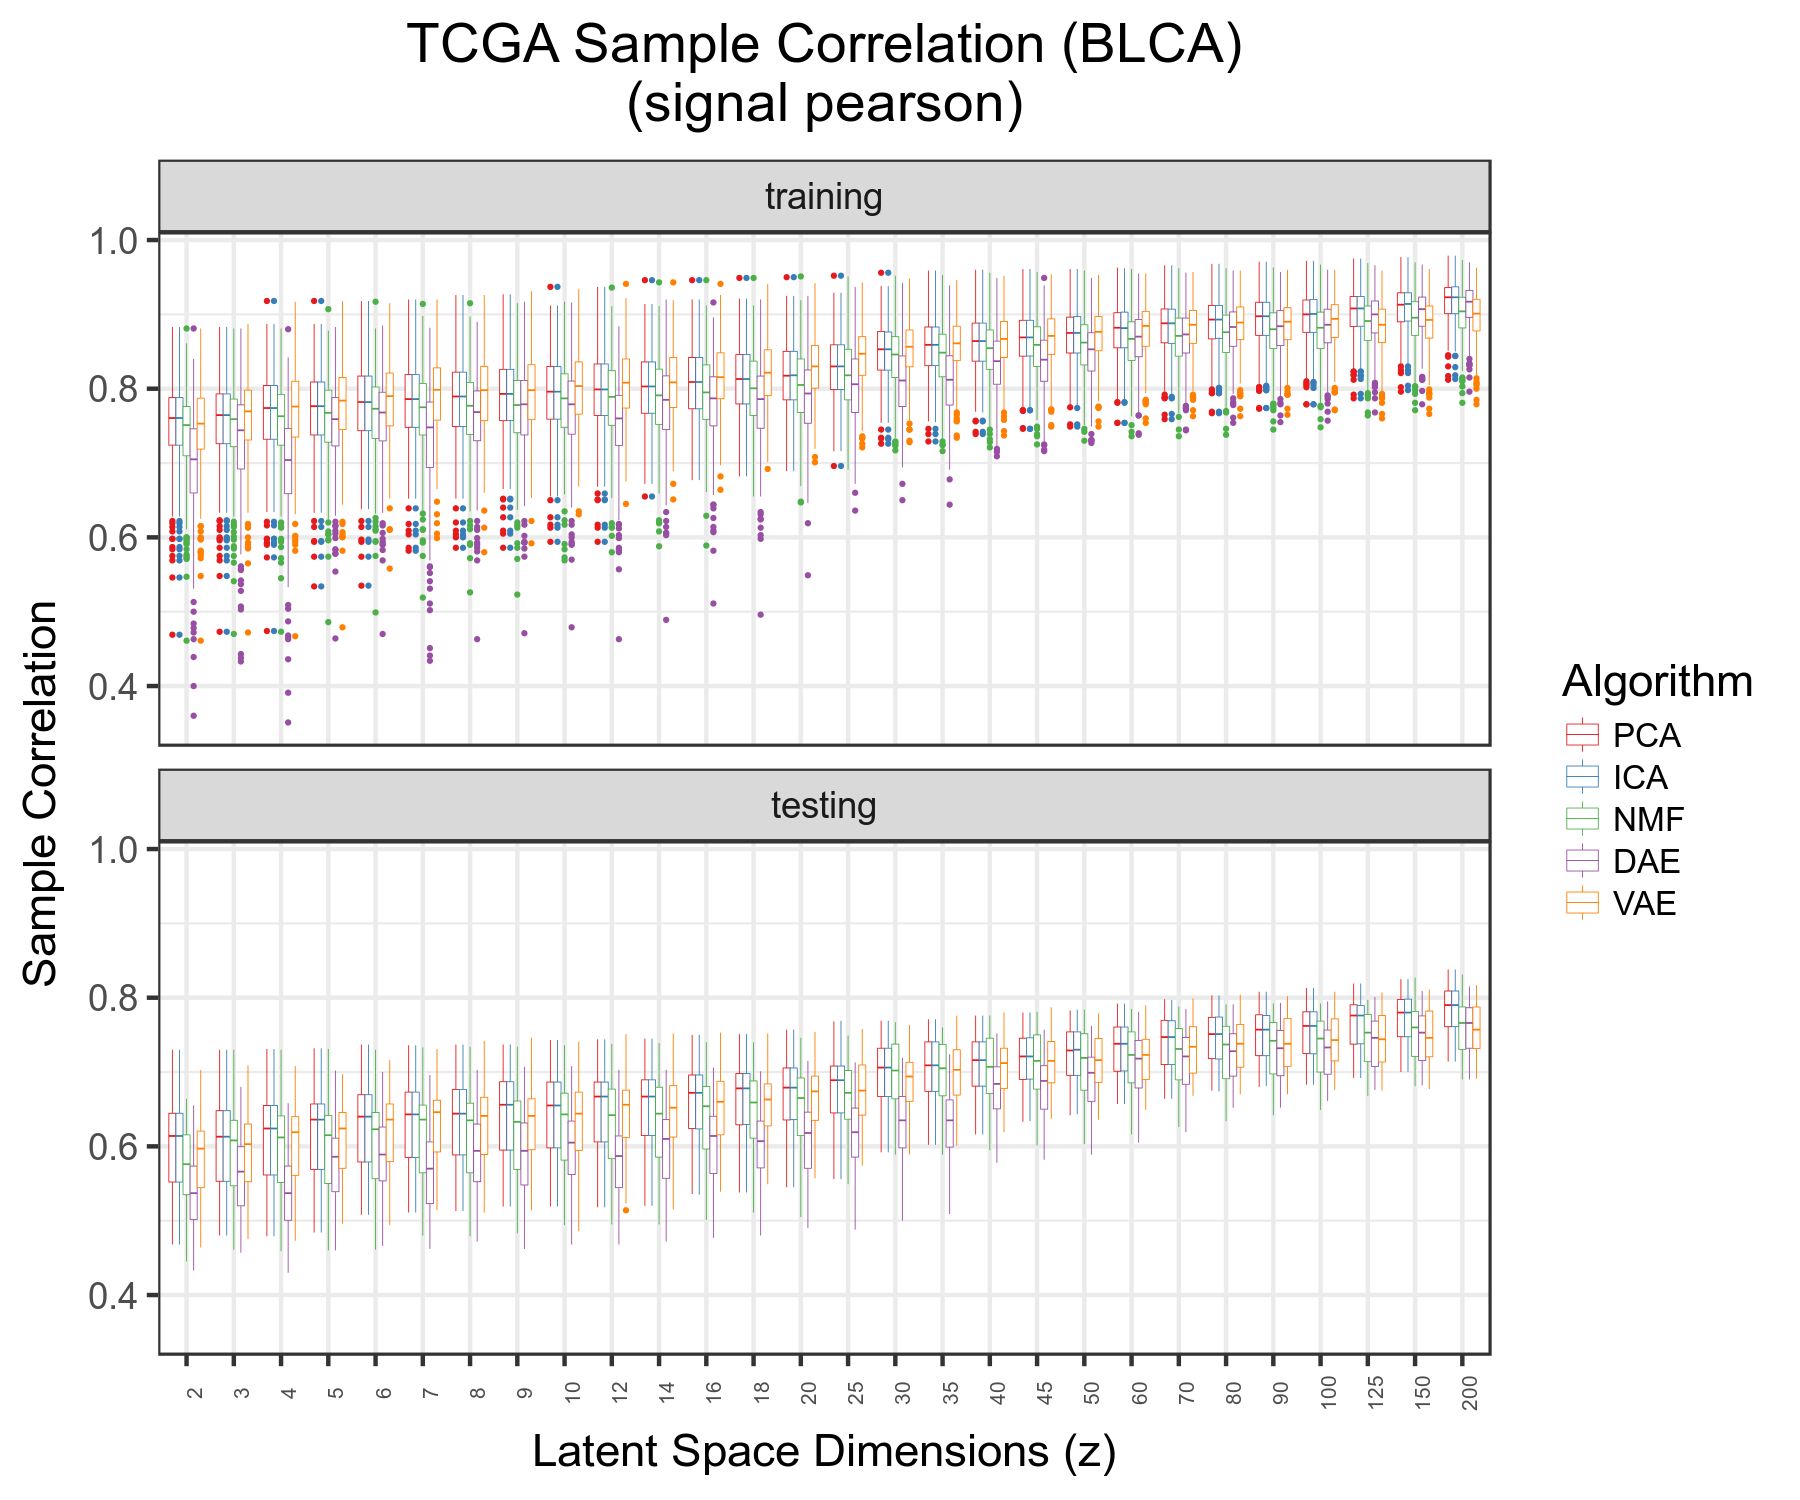 TCGA Sample Correlation (BLCA)
(signal pearson)
training
1.0
0.8
0.6
0.4
testing
1.0
0.8
0.6
0.4
Sample Correlation
2 3 4 5 6 7 8 9 10 12 14 16 18 20 25 30 35 40 45 50 60 70 80 90 100 125 150 200
Latent Space Dimensions (z)
Algorithm
PCA
ICA
NMF
DAE
VAE